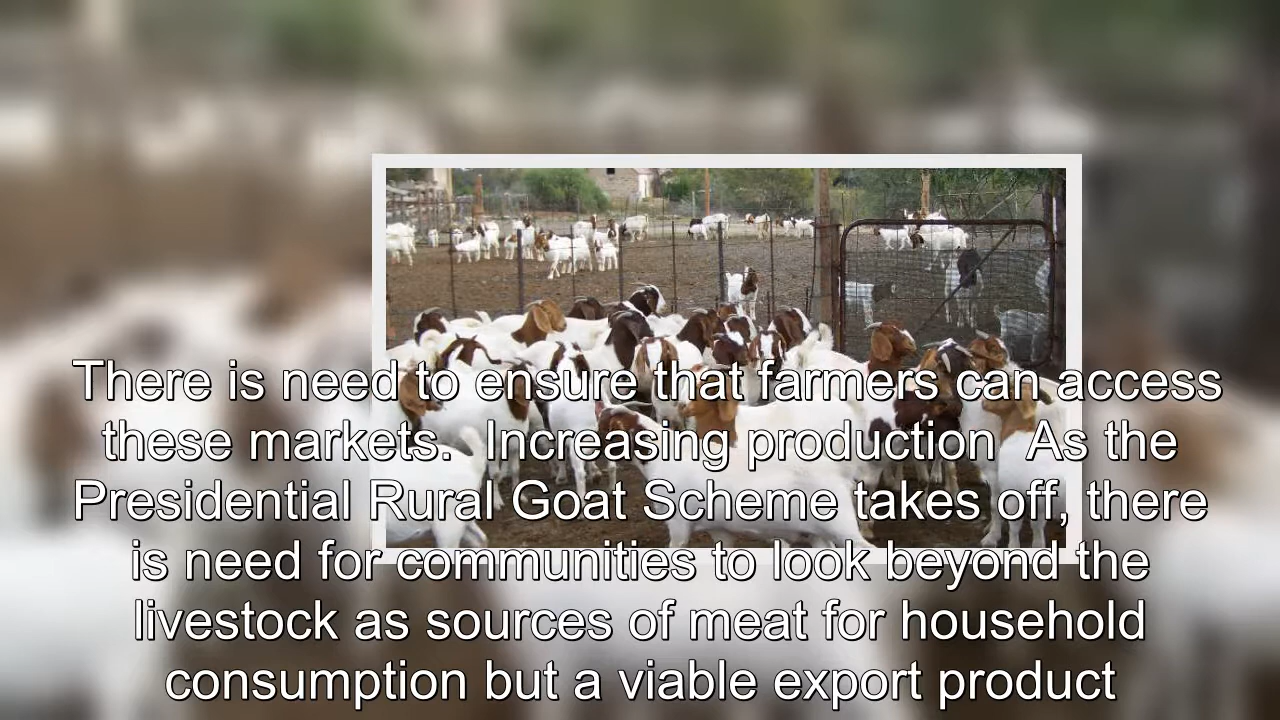 There is need to ensure that farmers can access
these markets.  Increasing production  As the
Presidential Rural Goat Scheme takes off, there
is need for communities to look beyond the
livestock as sources of meat for household
consumption but a viable export product